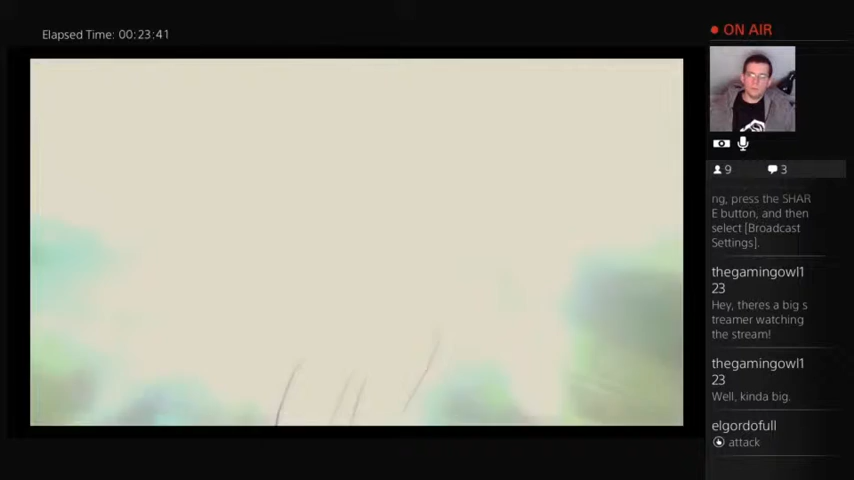 Elapsed Time: 00:23:41
ON AIR
9 3
ng, press the SHAR
E button, and then
select [Broadcast
Settings].
thegamingowl1
23
Hey, theres a big s
treamer watching
the stream!
thegamingowl1
23
Well, kinda big.
elgordofull
attack